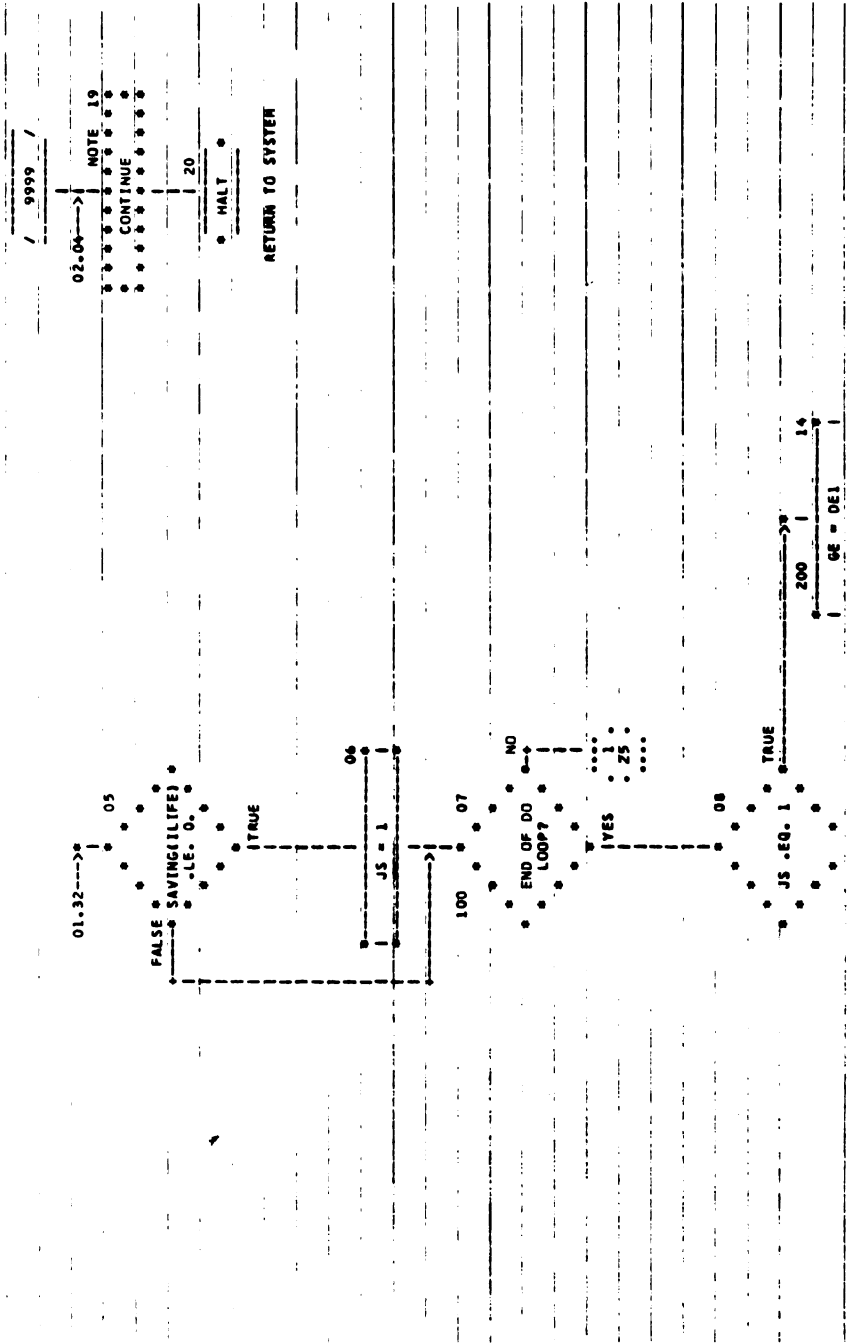 / 9999 /
02.04--->
NOTE 19
CONTINUE
20
* HALT *
RETURN TO SYSTEM
01.32--->
05
SAVING(ILIFE)
.LE. 0.
FALSE
TRUE
06
JS = 1
100
07
END OF DO
LOOP?
NO
1
25
YES
08
JS .EQ. 1
TRUE
200
14
GE = DE1